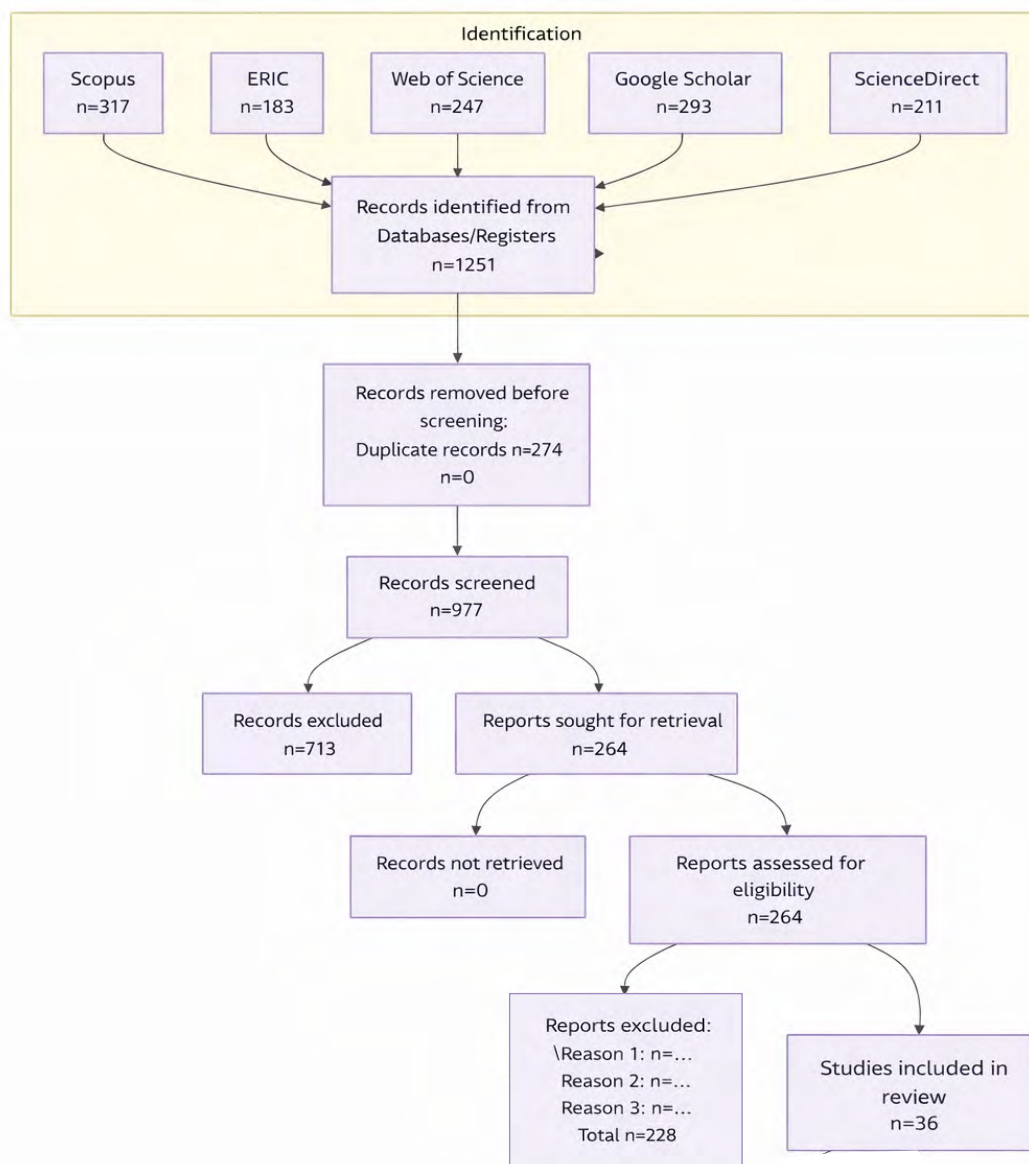 Identification
Scopus
n=317
ERIC
n=183
Web of Science
n=247
Google Scholar
n=293
ScienceDirect
n=211
Records identified from
Databases/Registers
n=1251
Records removed before
screening:
Duplicate records n=274
n=0
Records screened
n=977
Records excluded
n=713
Reports sought for retrieval
n=264
Records not retrieved
n=0
Reports assessed for
eligibility
n=264
Reports excluded:
\Reason 1: n=...
Reason 2: n=...
Reason 3: n=...
Total n=228
Studies included in
review
n=36